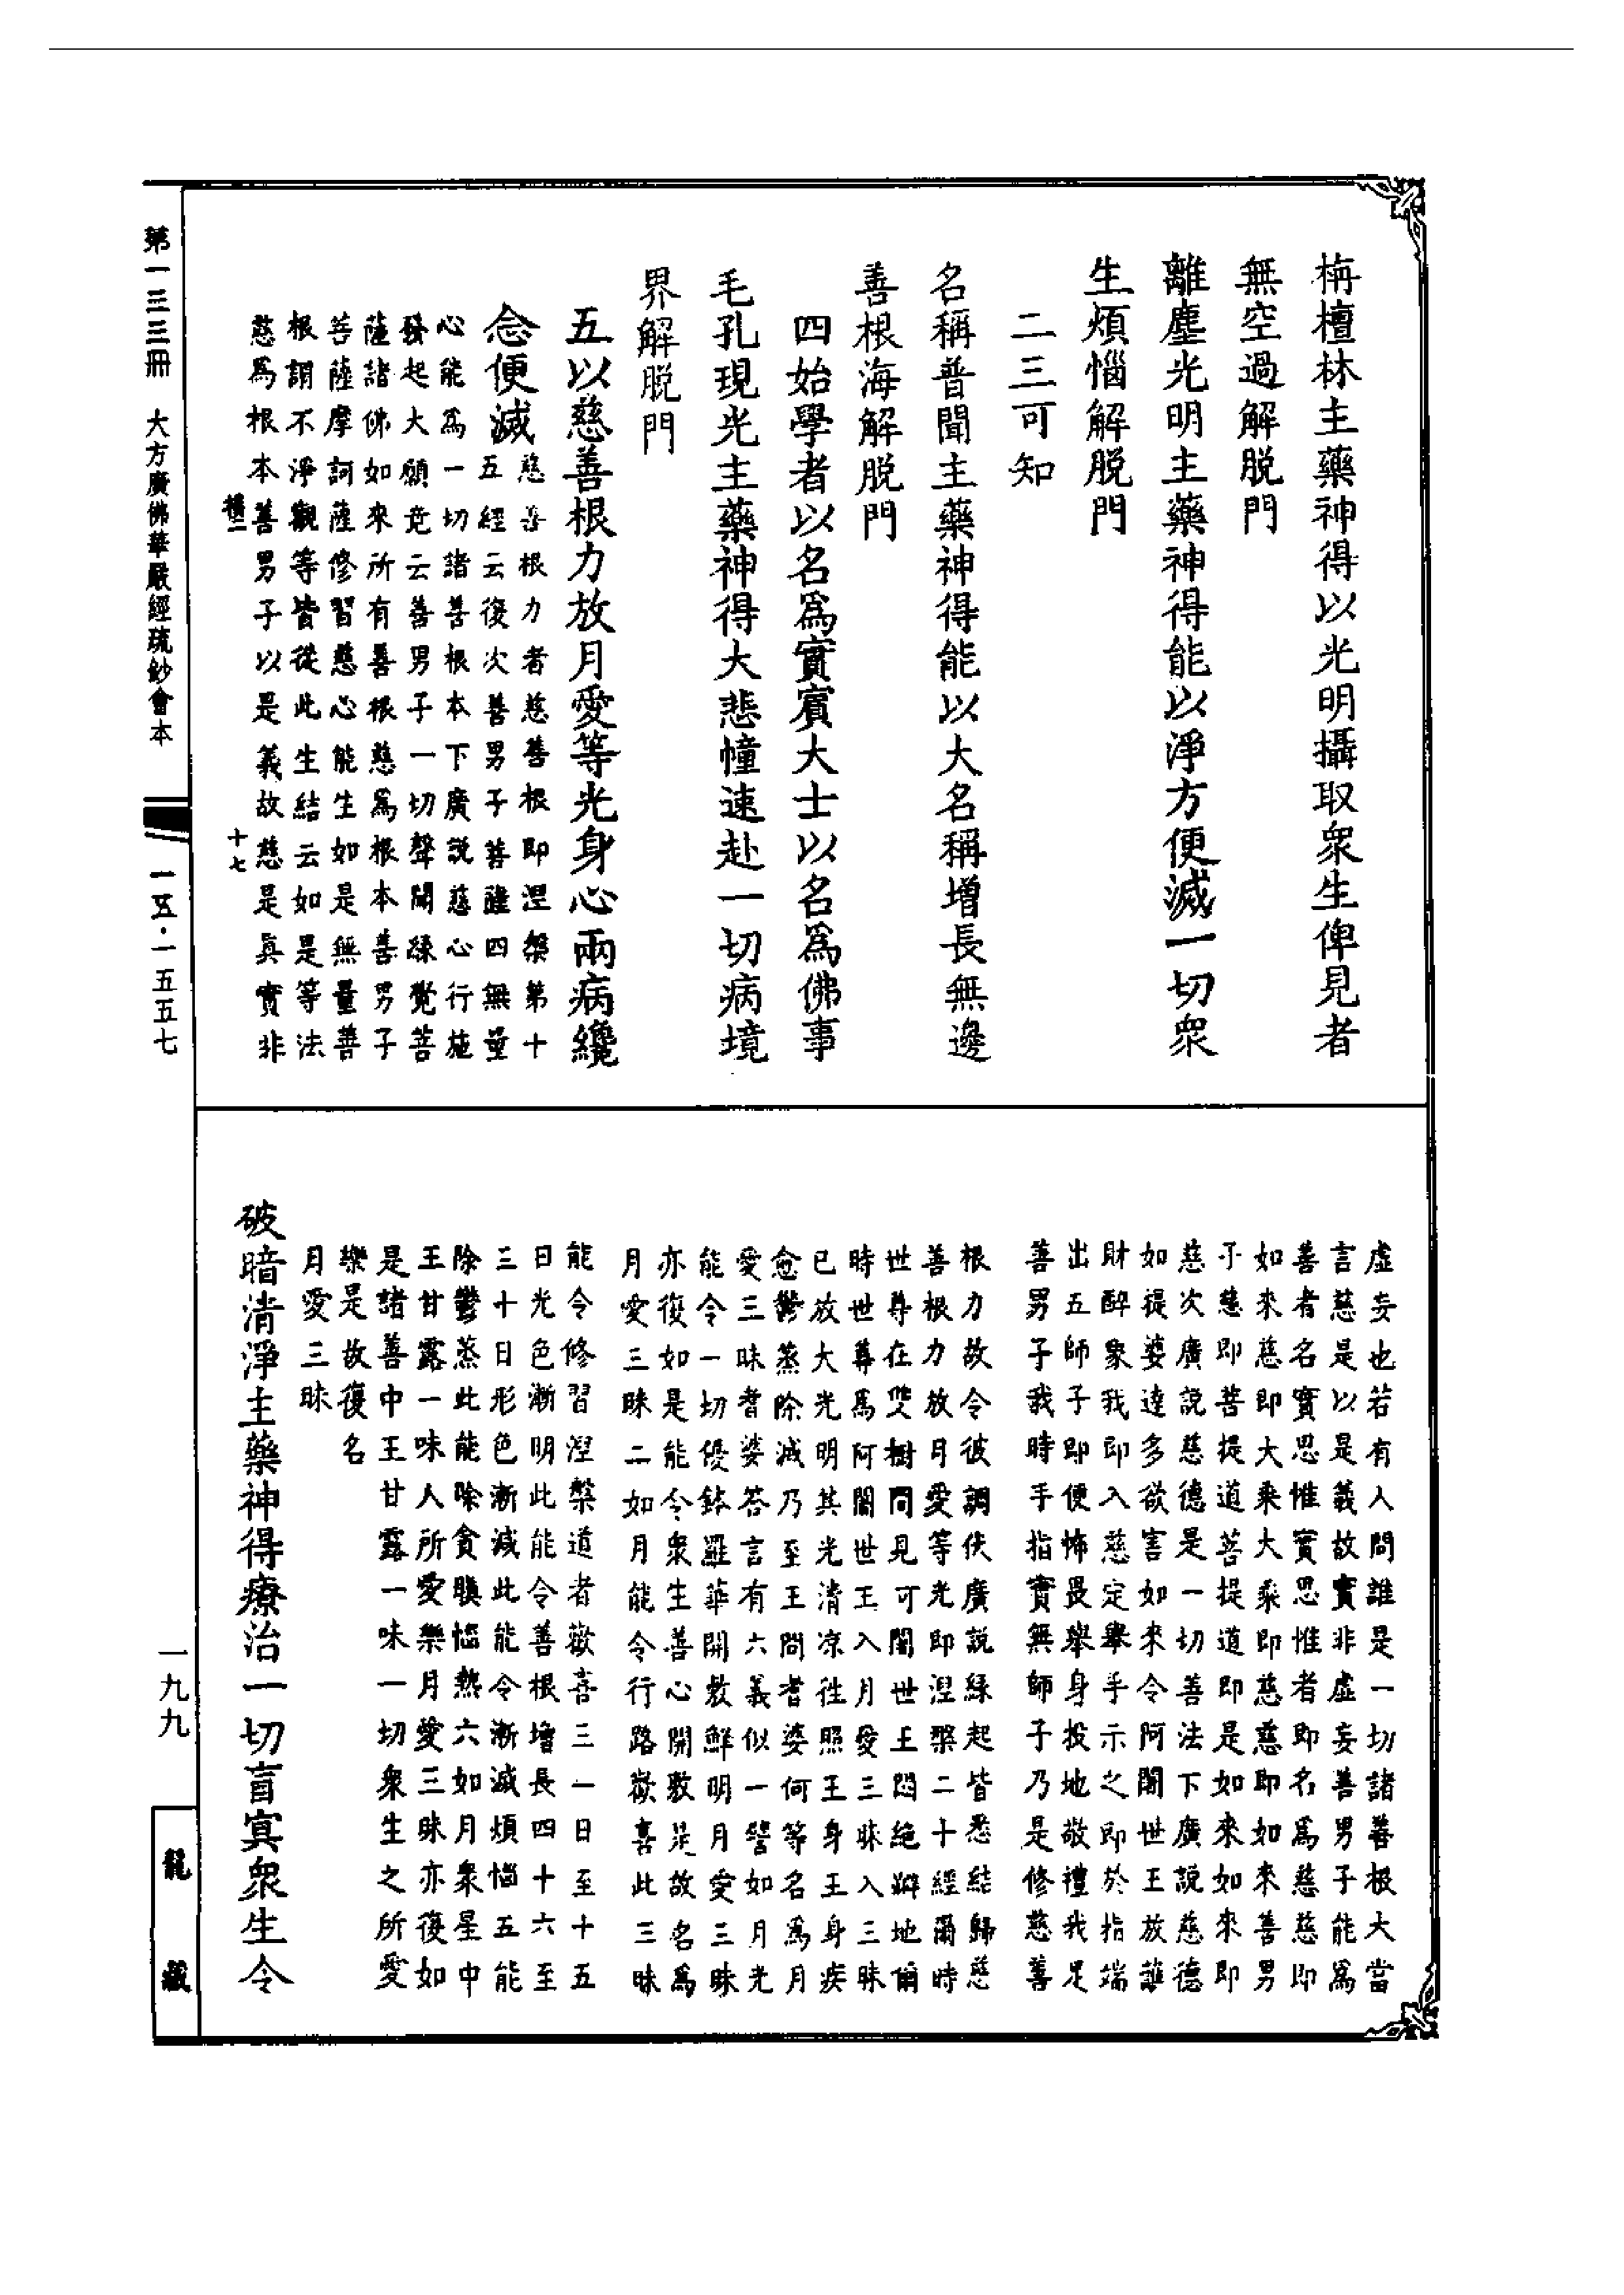 栴檀林主藥神得以光明攝取衆生俾見者
無空過解脱門
離塵光明主藥神得能以淨方便滅一切衆
生煩惱解脱門
二三可知
名稱普聞主藥神得能以大名稱增長無邊
善根海解脱門
四始學者以名爲實賓大士以名爲佛事
毛孔現光主藥神得大悲幢速赴一切病境
界解脱門
五以慈善根力放月愛等光身心兩病纔
念便滅
慈善根力者慈善根即涅槃第十
五經云復次善男子菩薩四無量
心能爲一切諸善根本下廣説慈心行施
發起大願竟云善男子一切聲聞緣覺菩
薩諸佛如來所有善根慈爲根本善男子
菩薩摩訶薩修習慈心能生如是無量善
根謂不淨觀等皆從此生結云如是等法
慈爲根本善男子以是義故慈是眞實非
十七
虛妄也若有人問誰是一切諸善根大當
言慈是以是義故實非虛妄善男子能爲
善者名實思惟實思惟者即名爲慈慈即
如來慈即大乘大乘即慈慈即如來善男
子慈即菩提道菩提道即是如來如來即
慈次廣説慈德是一切善法下廣説慈德
如提婆達多欲害如來令阿闍世王放護
財醉象我即入慈定舉手示之即於指端
出五師子即便怖畏舉身投地敬禮我足
善男子我時手指實無師子乃是修慈善
根力故令彼調伏廣説緣起皆悉結歸慈
善根力放月愛等光即涅槃二十經爾時
世尊在雙樹間見可闍世王悶絶躃地爾
時世尊爲阿闍世王入月愛三昧入三昧
已放大光明其光清凉往照王身王身疾
愈鬱蒸除滅乃至王問耆婆何等名爲月
愛三昧耆婆答言有六義似一譬如月光
能令一切優鉢羅華開敷鮮明月愛三昧
亦復如是能令衆生善心開敷是故名爲
月愛三昧二如月能令行路歡喜此三昧
能令修習涅槃道者歡喜三一日至十五
日光色漸明此能令善根增長四十六至
三十日形色漸減此能令漸滅煩惱五能
除鬱蒸此能除貪瞋惱熱六如月衆星中
王甘露一味人所愛樂月愛三昧亦復如
是諸善中王甘露一味一切衆生之所愛
樂是故復名
月愛三昧
破暗清淨主藥神得療治一切盲冥衆生令
第一三三冊　大方廣佛華嚴經疏鈔會本
一五·一五五七
一九九
龍藏